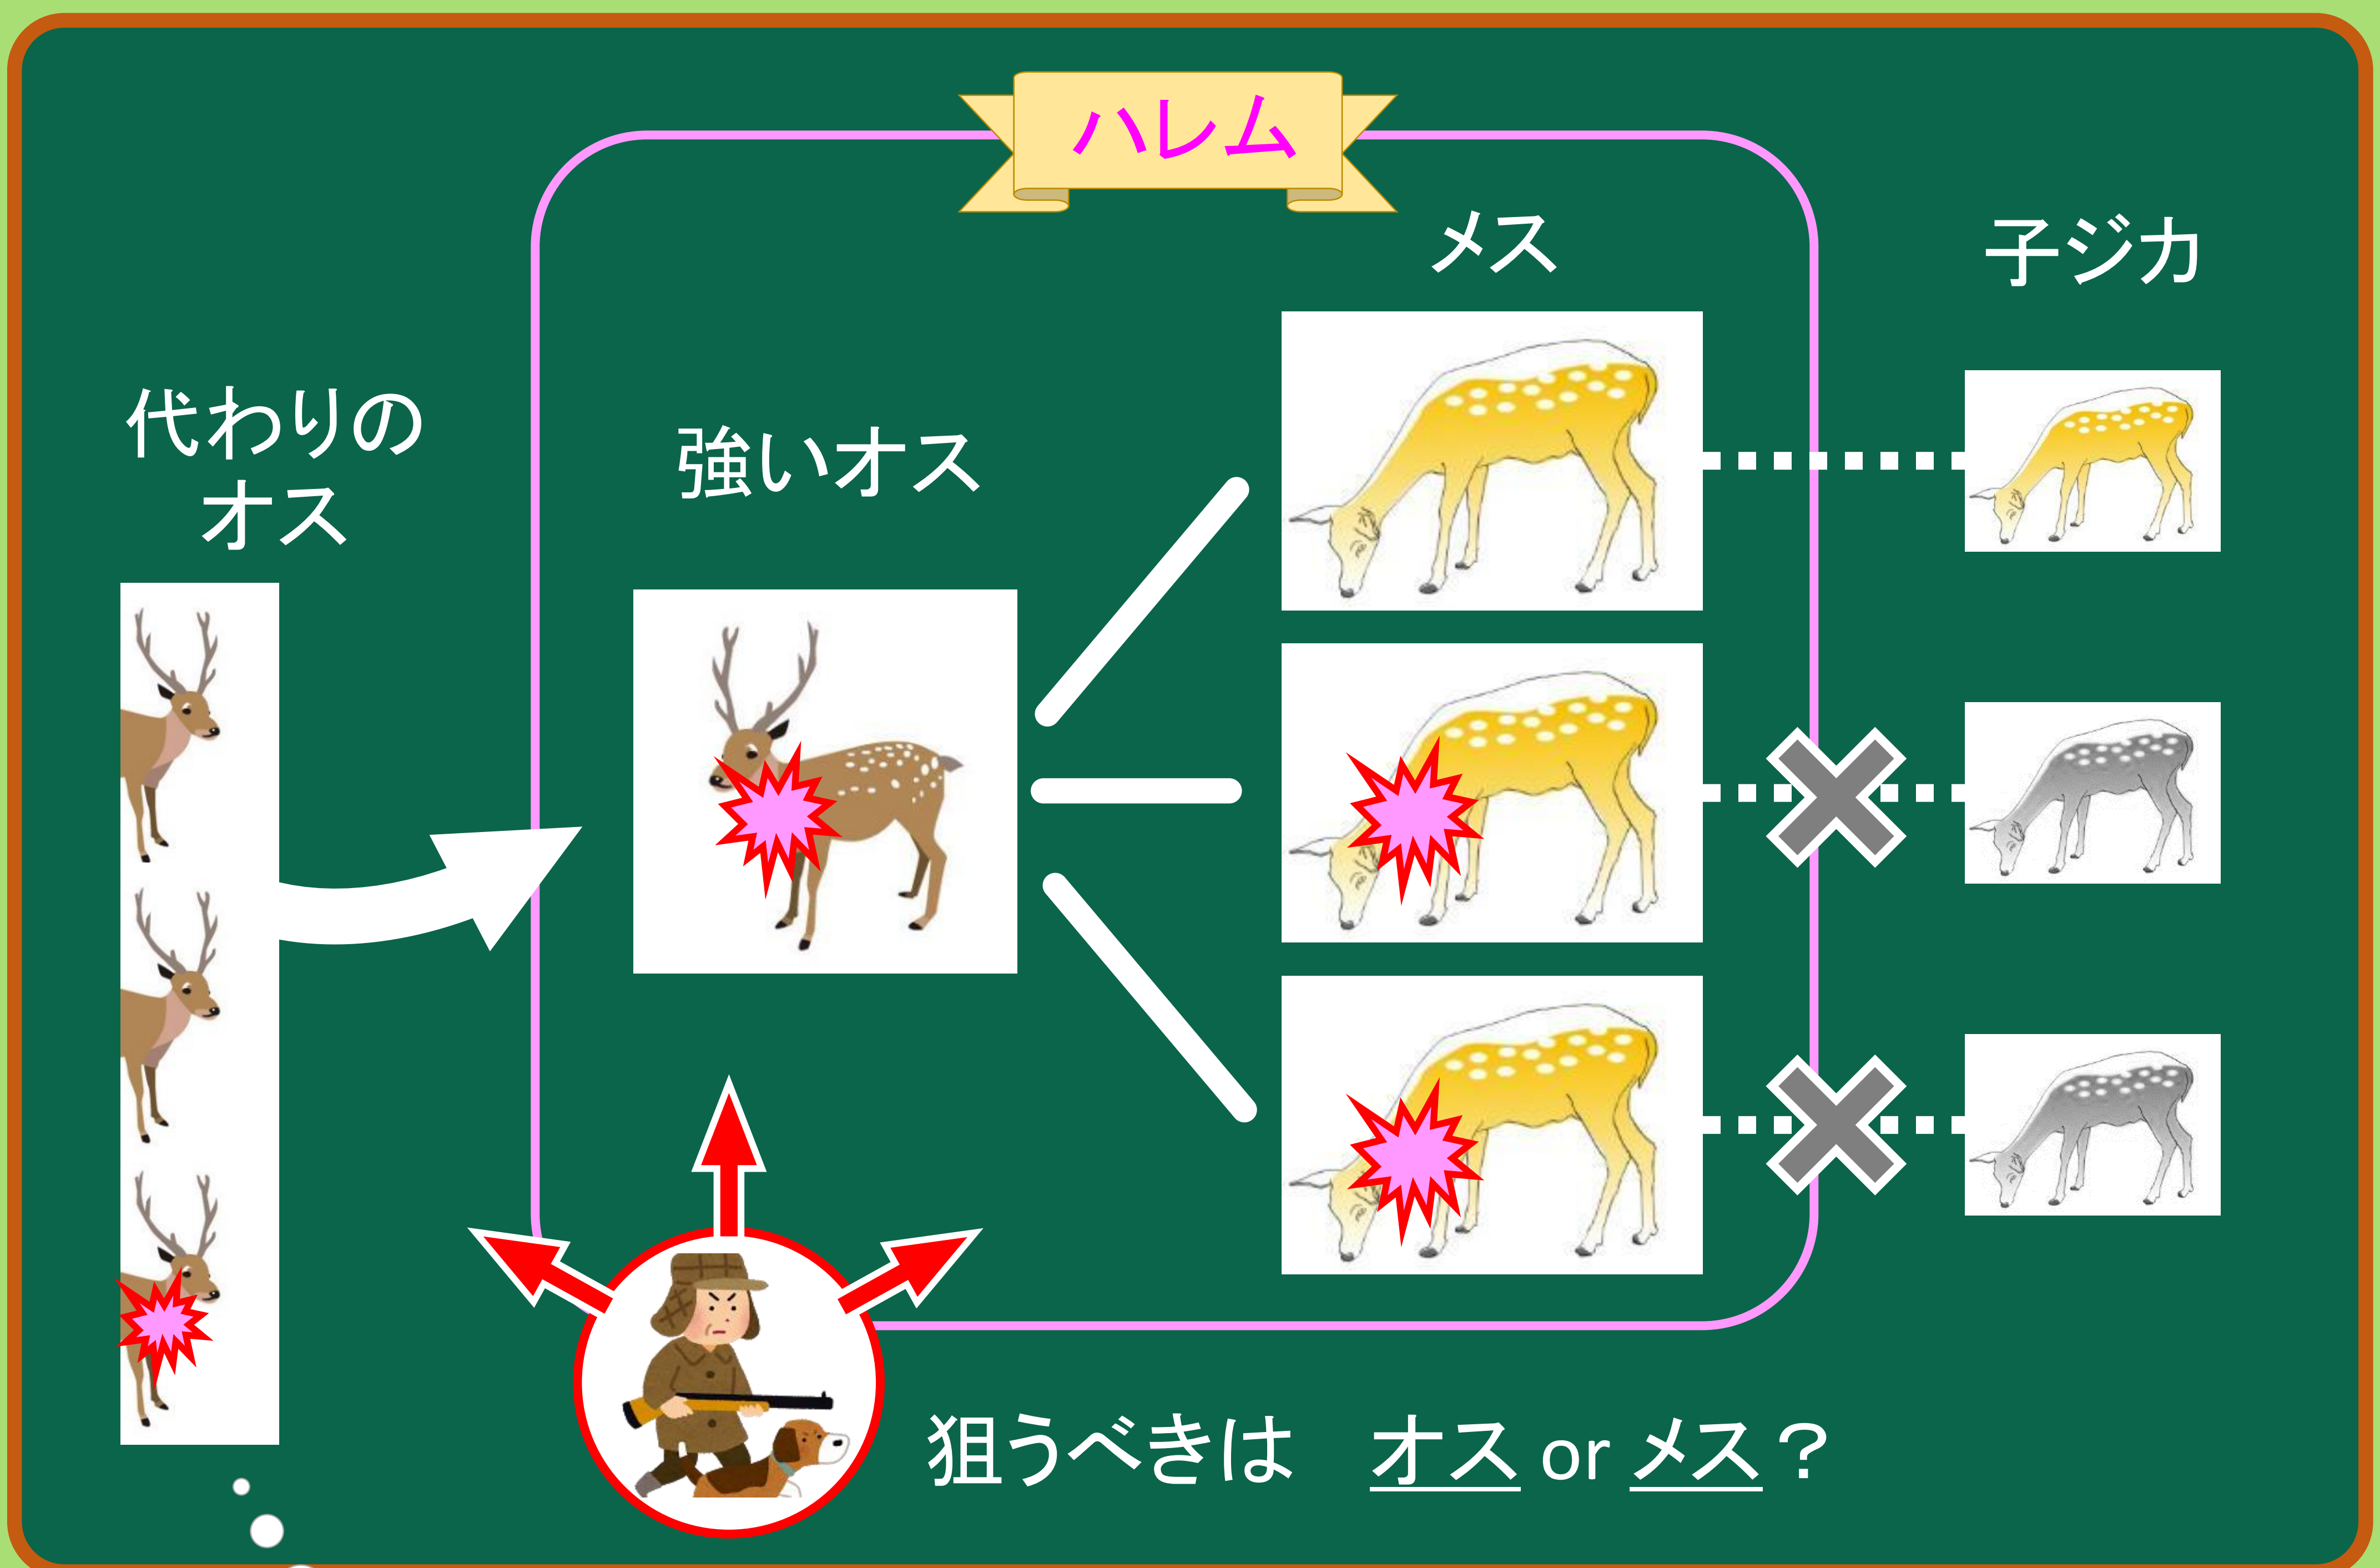 ハレム
メス
子ジカ
代わりの
オス
強いオス
狙うべきは　オス or メス？